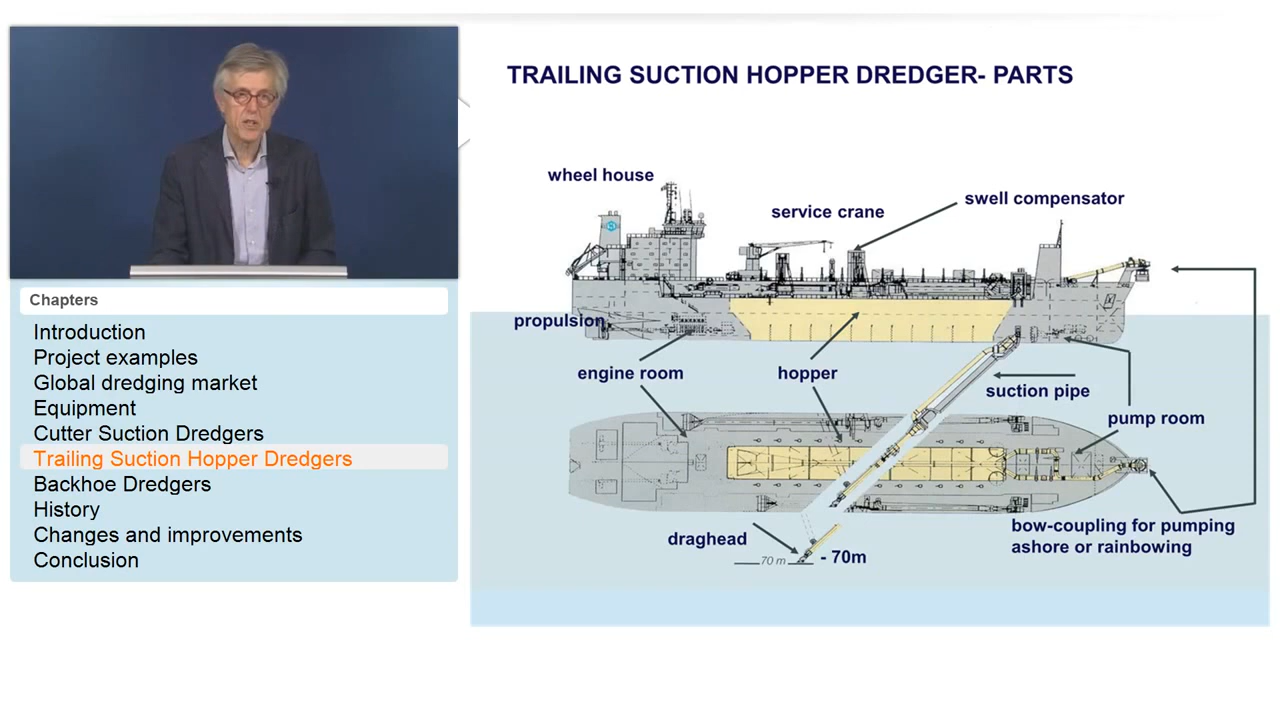 TRAILING SUCTION HOPPER DREDGER- PARTS
wheel house
service crane
swell compensator
propulsion
engine room
hopper
suction pipe
pump room
draghead
70 m
- 70m
bow-coupling for pumping
ashore or rainbowing
Chapters
Introduction
Project examples
Global dredging market
Equipment
Cutter Suction Dredgers
Trailing Suction Hopper Dredgers
Backhoe Dredgers
History
Changes and improvements
Conclusion